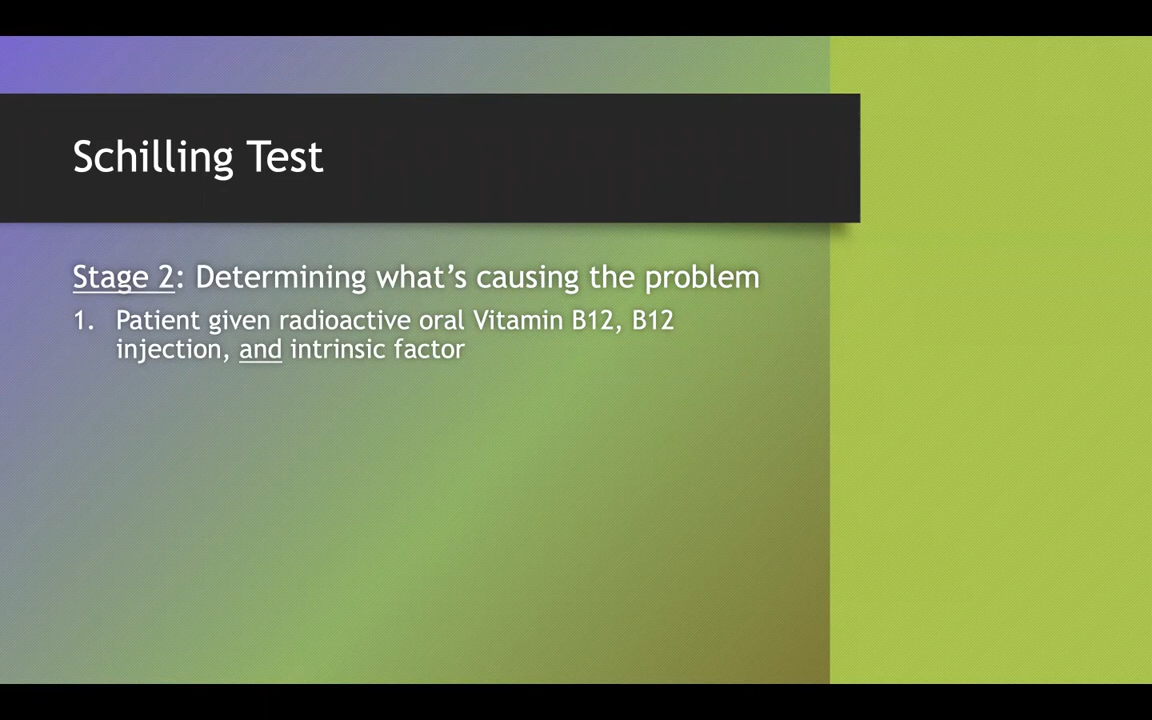 Schilling Test
Stage 2: Determining what’s causing the problem
1. Patient given radioactive oral Vitamin B12, B12
injection, and intrinsic factor